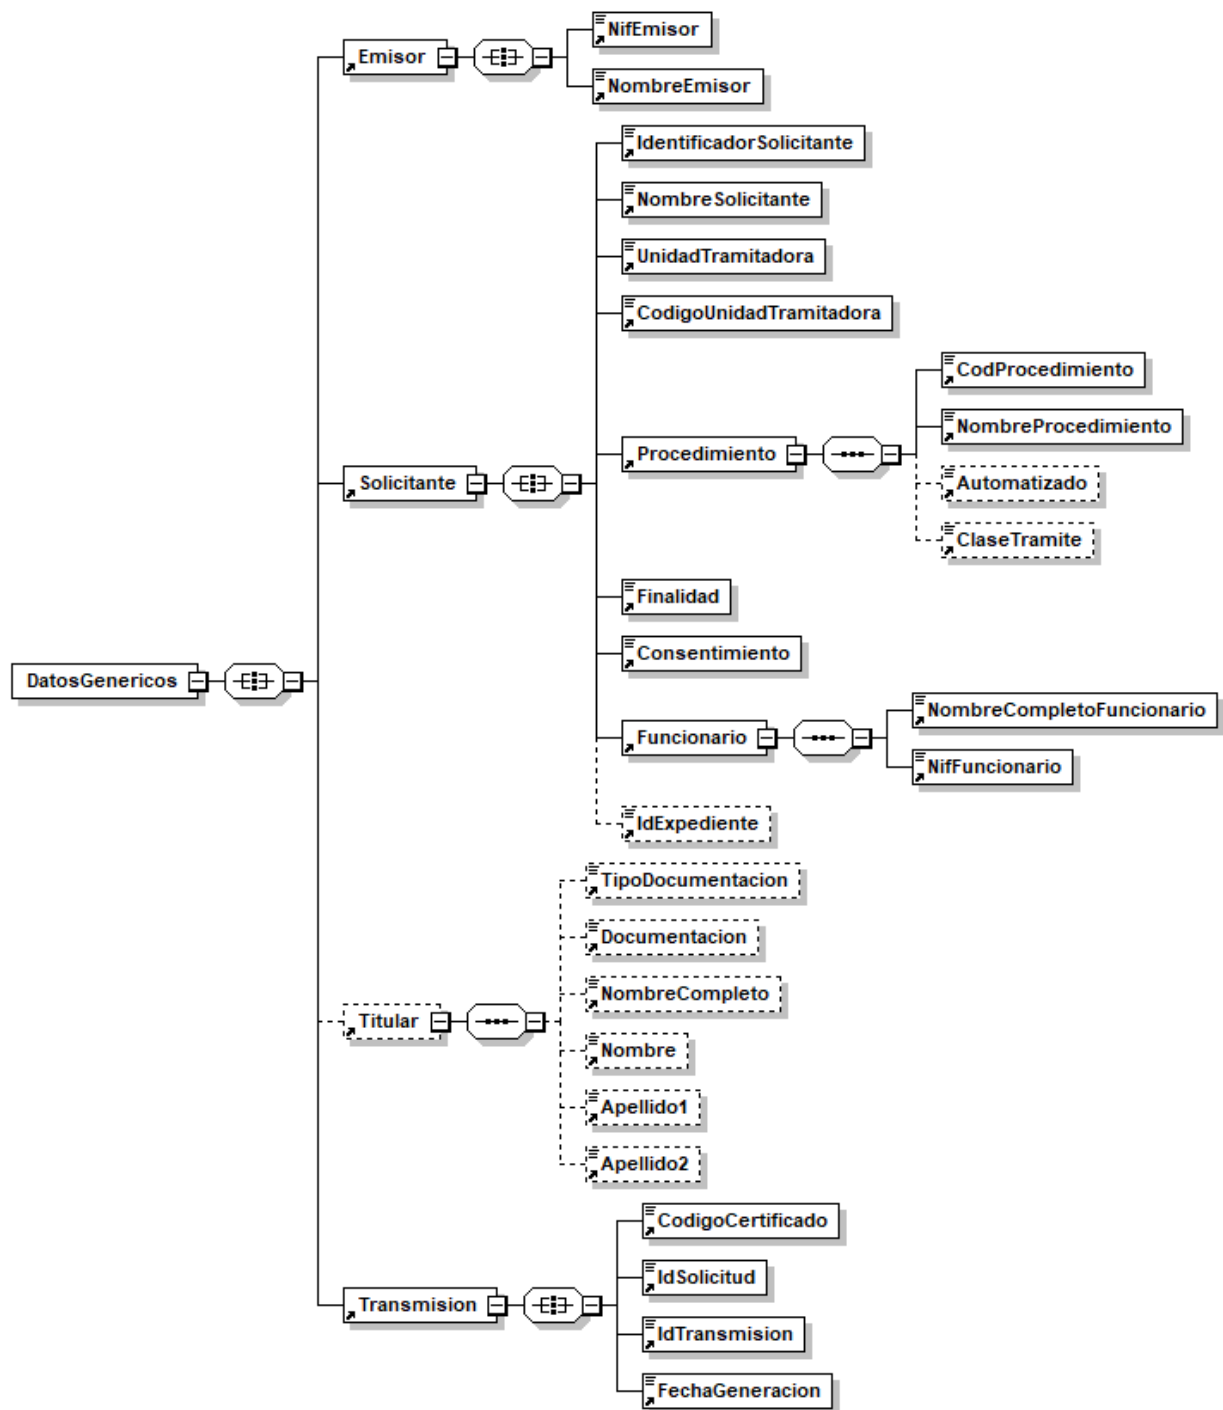 DatosGenericos
Emisor
NifEmisor
NombreEmisor
Solicitante
IdentificadorSolicitante
NombreSolicitante
UnidadTramitadora
CodigoUnidadTramitadora
Procedimiento
CodProcedimiento
NombreProcedimiento
Automatizado
ClaseTramite
Finalidad
Consentimiento
Funcionario
NombreCompletoFuncionario
NifFuncionario
IdExpediente
Titular
TipoDocumentacion
Documentacion
NombreCompleto
Nombre
Apellido1
Apellido2
Transmision
CodigoCertificado
IdSolicitud
IdTransmision
FechaGeneracion